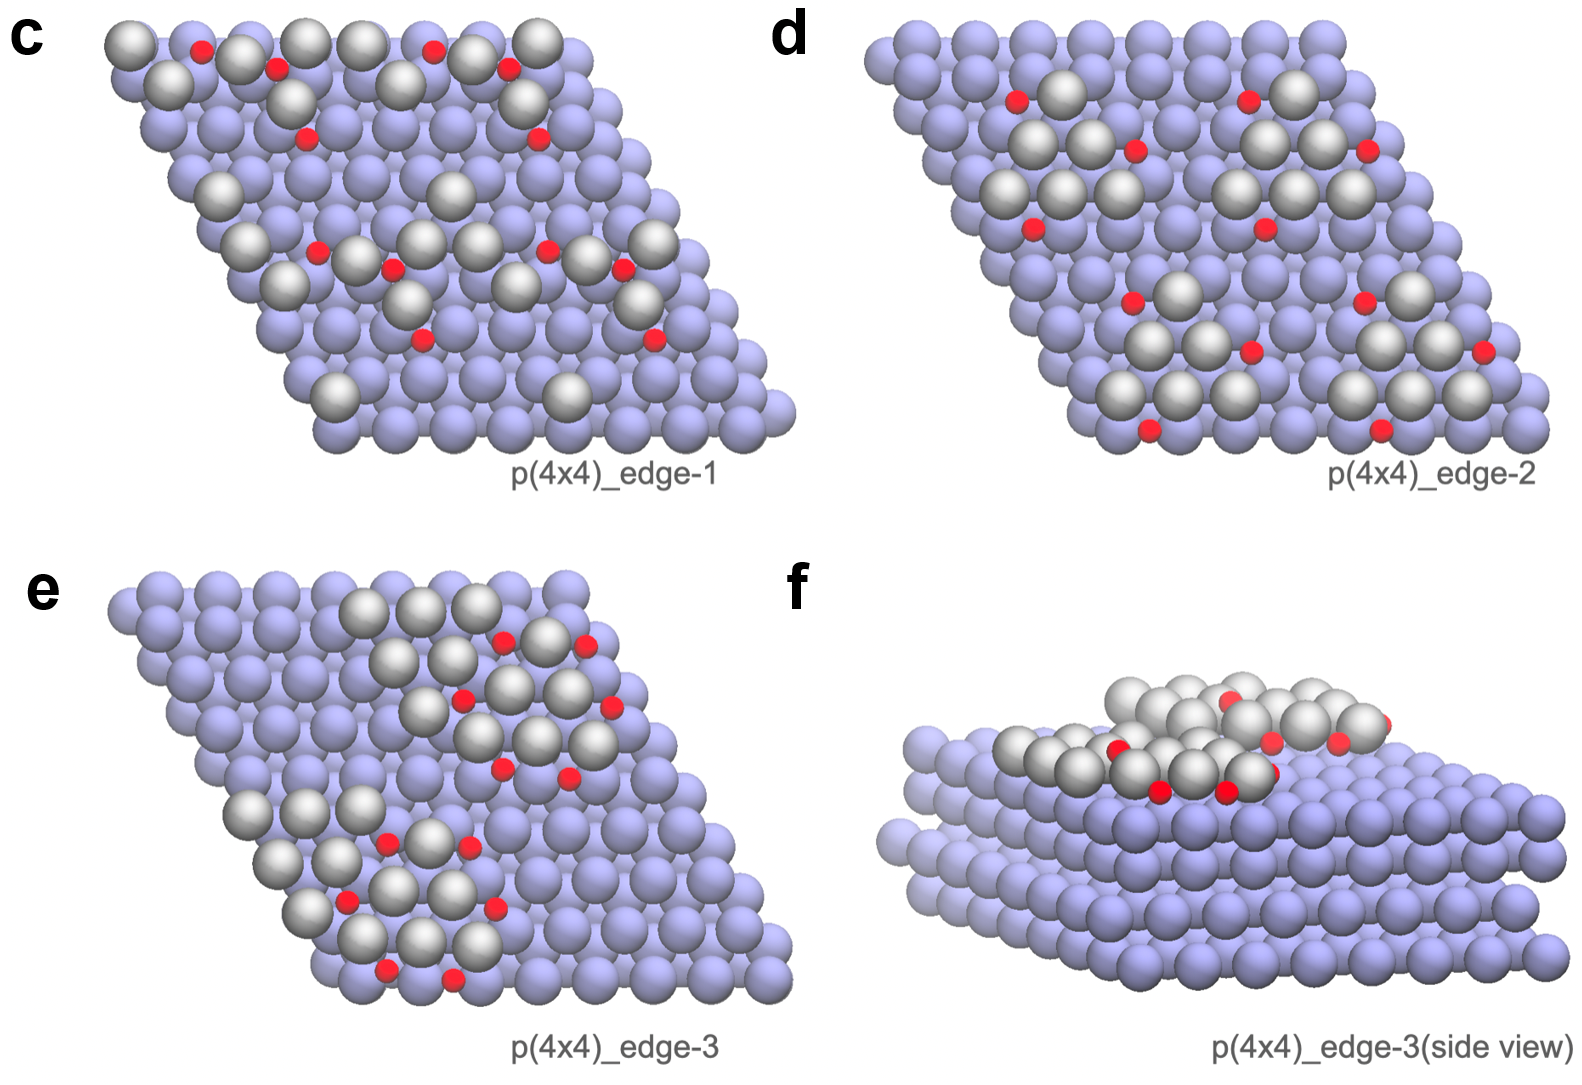 c
d
p(4x4)_edge-1
p(4x4)_edge-2
e
f
p(4x4)_edge-3
p(4x4)_edge-3(side view)